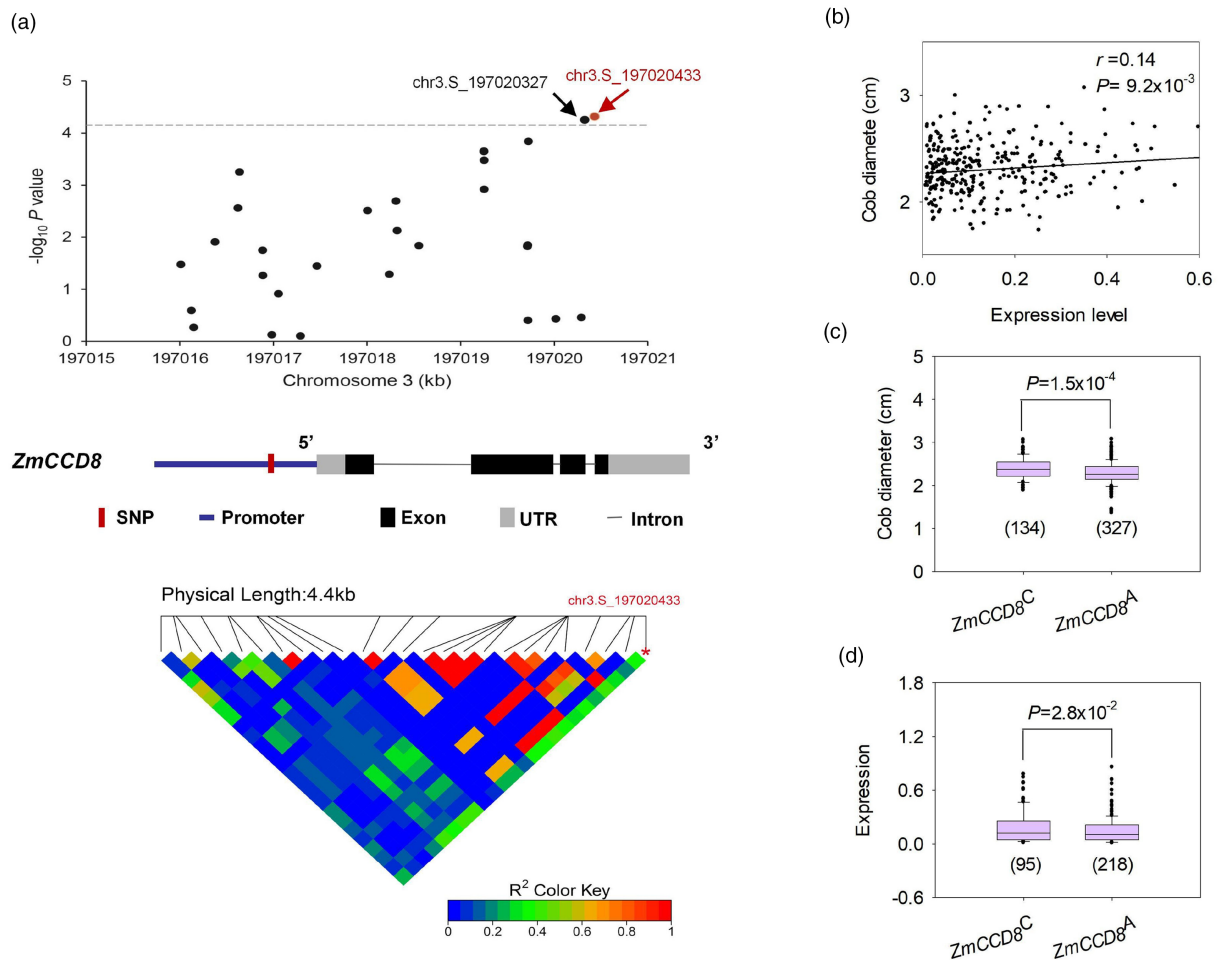 (a)
chr3.S_197020327
chr3.S_197020433
5
4
3
2
1
0
-log10 P value
197015 197016 197017 197018 197019 197020 197021
Chromosome 3 (kb)
5’ 3’
ZmCCD8
SNP Promoter Exon UTR Intron
Physical Length:4.4kb
chr3.S_197020433
*
R2 Color Key
0 0.2 0.4 0.6 0.8 1
(b)
r =0.14
P= 9.2x10-3
3
2
Cob diamete (cm)
0.0 0.2 0.4 0.6
Expression level
(c)
5
4
3
2
1
0
Cob diameter (cm)
P=1.5x10-4
(134) (327)
ZmCCD8C ZmCCD8A
(d)
1.8
1.2
0.6
0.0
-0.6
Expression
P=2.8x10-2
(95) (218)
ZmCCD8C ZmCCD8A